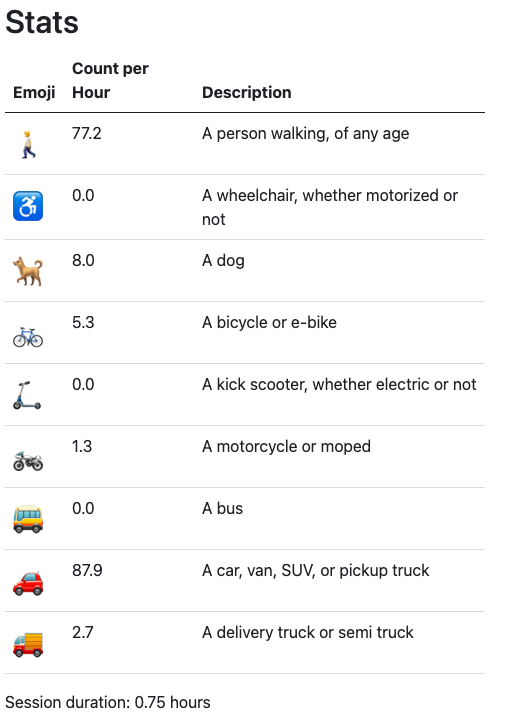 Stats
Emoji Count per Hour Description
77.2 A person walking, of any age
0.0 A wheelchair, whether motorized or
not
8.0 A dog
5.3 A bicycle or e-bike
0.0 A kick scooter, whether electric or not
1.3 A motorcycle or moped
0.0 A bus
87.9 A car, van, SUV, or pickup truck
2.7 A delivery truck or semi truck
Session duration: 0.75 hours